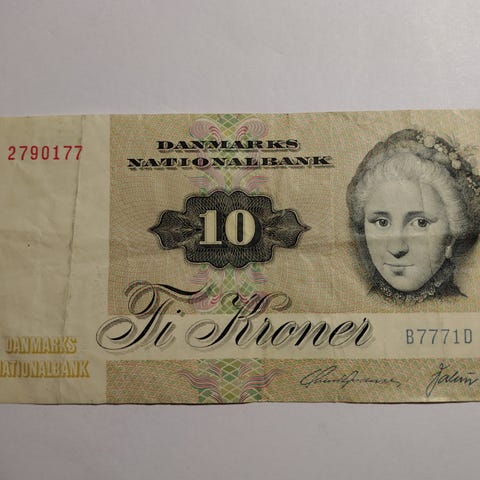 2790177
DANMARKS
NATIONALBANK
10
Ti Kroner
B7771D
DANMARKS
NATIONALBANK